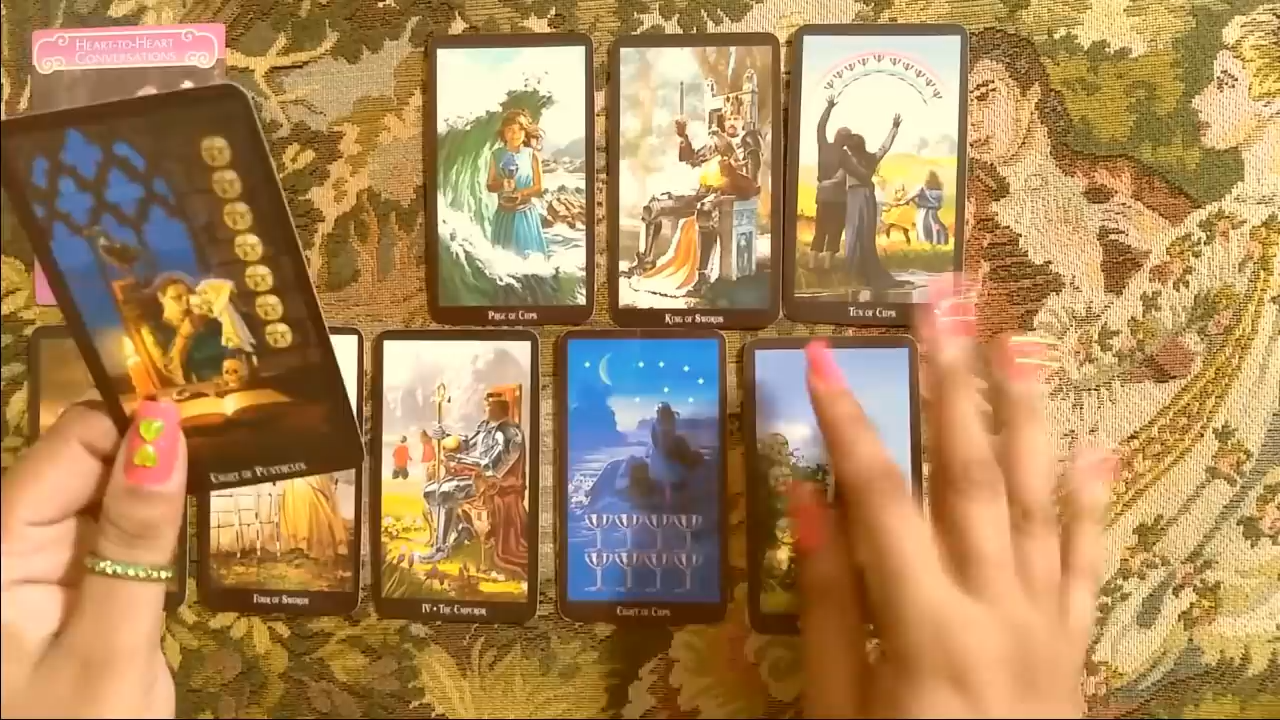 HEART-TO-HEART
CONVERSATIONS
PAGE OF CUPS
KING OF SWORDS
TEN OF CUPS
EIGHT OF PENTACLES
FOUR OF SWORDS
IV • THE EMPEROR
EIGHT OF CUPS